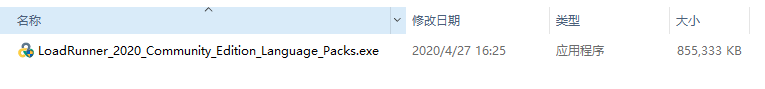 名称 修改日期 类型 大小
LoadRunner_2020_Community_Edition_Language_Packs.exe 2020/4/27 16:25 应用程序 855,333 KB